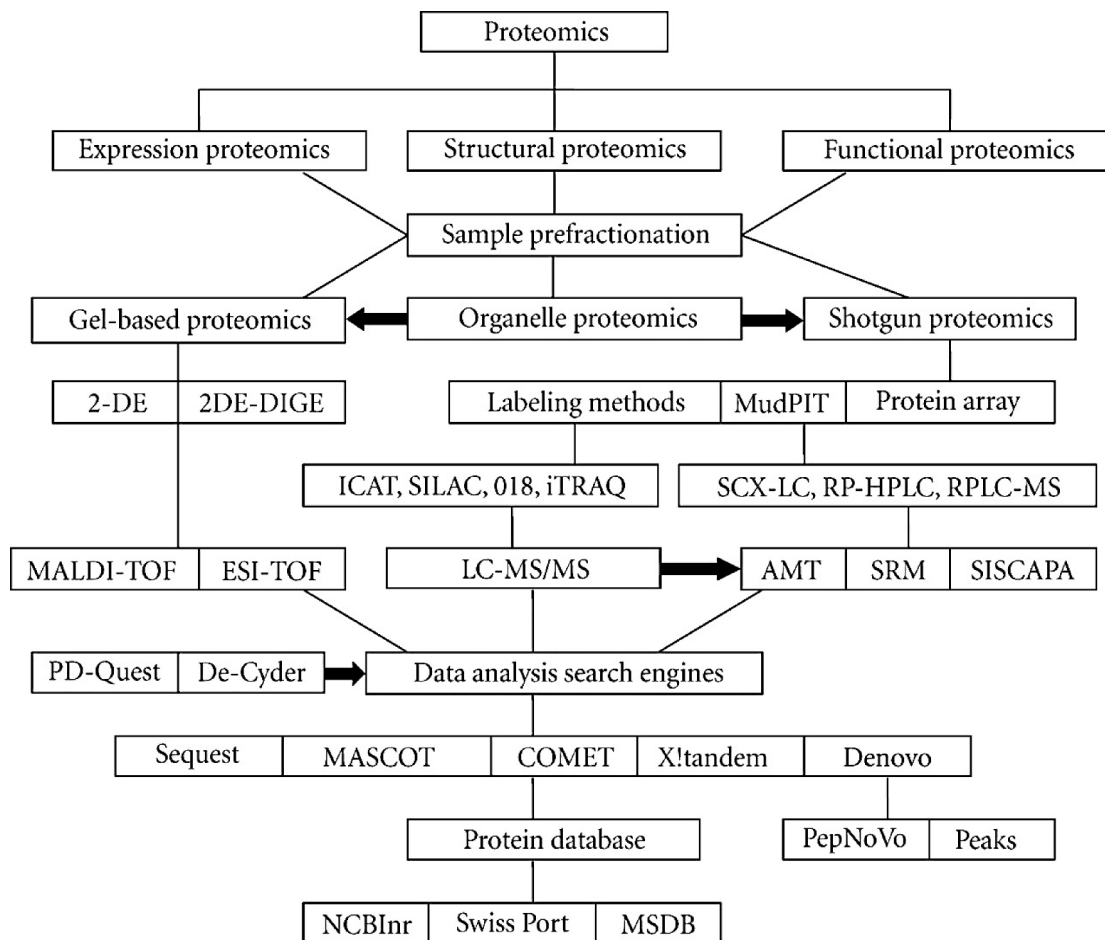 Proteomics
Expression proteomics
Structural proteomics
Functional proteomics
Sample prefractionation
Gel-based proteomics
Organelle proteomics
Shotgun proteomics
2-DE
2DE-DIGE
Labeling methods
MudPIT
Protein array
ICAT, SILAC, 018, iTRAQ
SCX-LC, RP-HPLC, RPLC-MS
MALDI-TOF
ESI-TOF
LC-MS/MS
AMT
SRM
SISCAPA
PD-Quest
De-Cyder
Data analysis search engines
Sequest
MASCOT
COMET
X!tandem
Denovo
Protein database
PepNoVo
Peaks
NCBInr
Swiss Port
MSDB